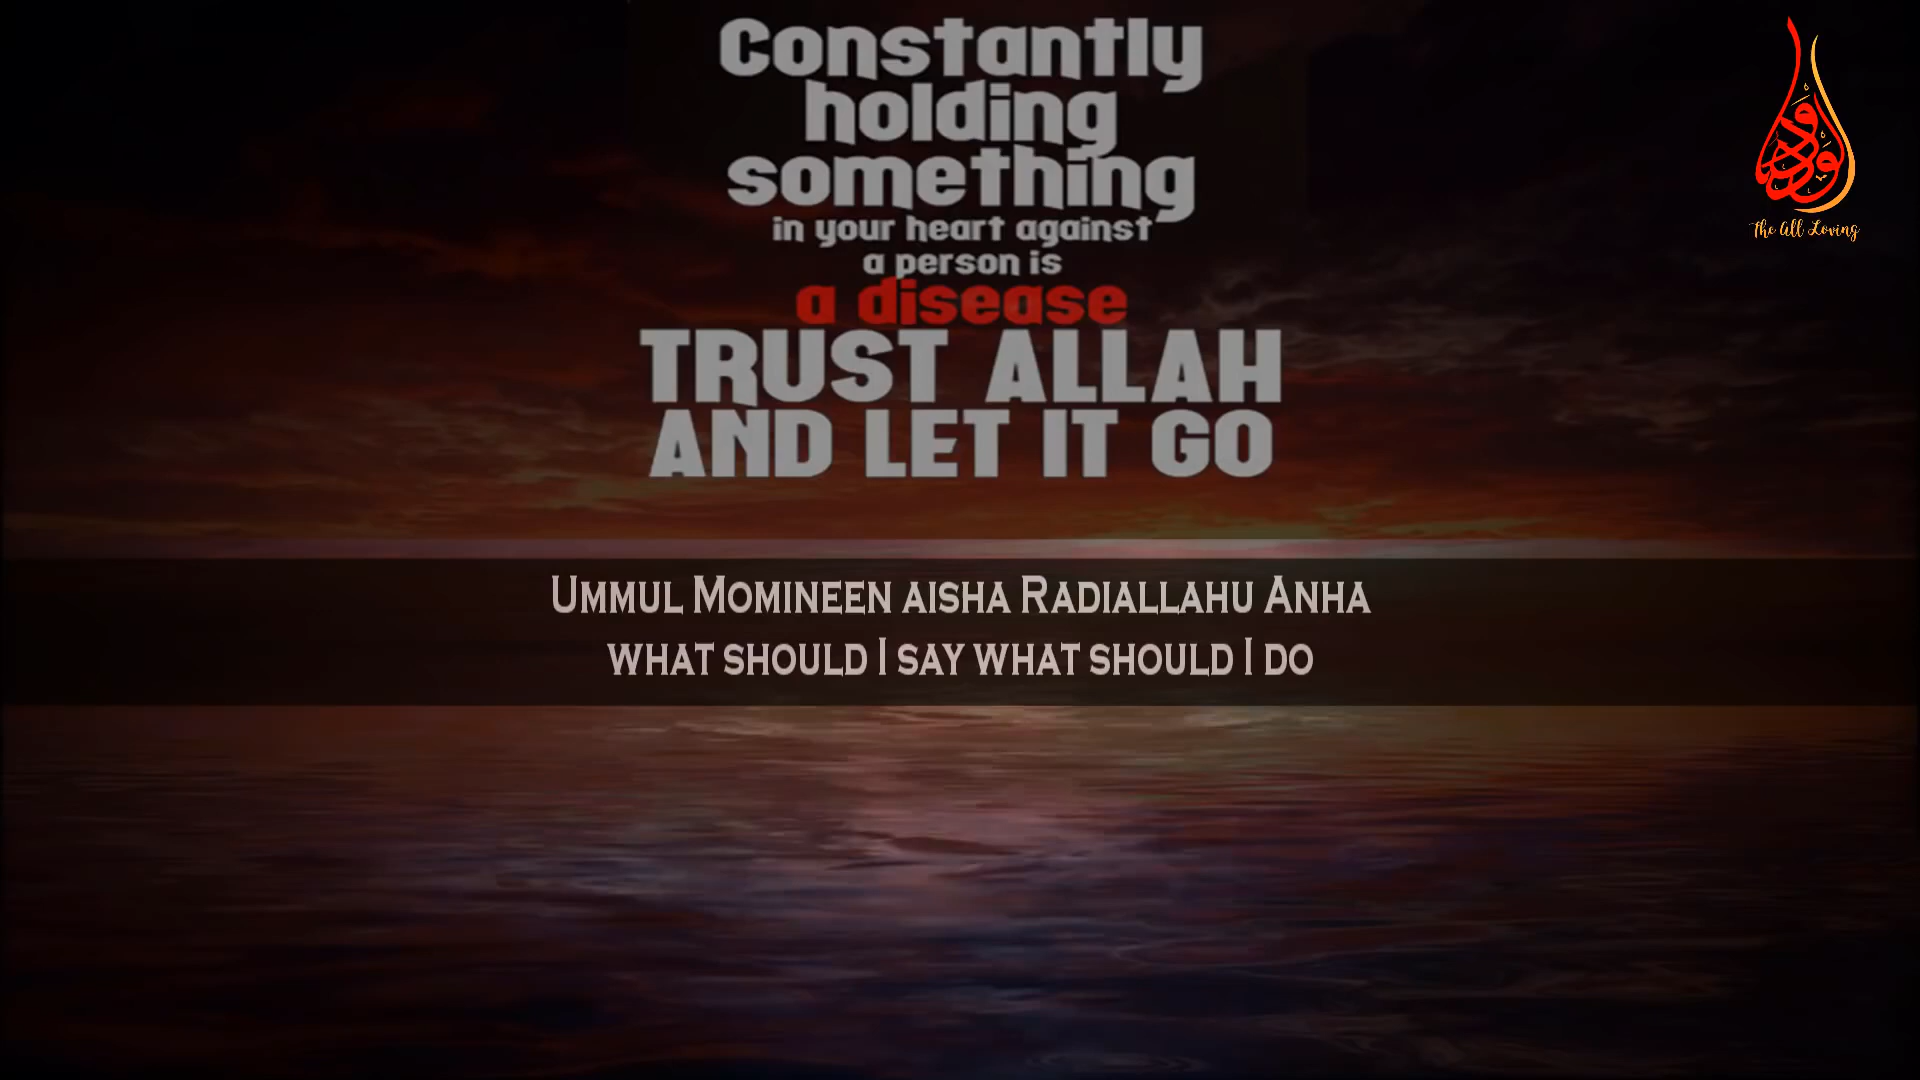 Constantly
holding
something
in your heart against
a person is
a disease
TRUST ALLAH
AND LET IT GO
The All Loving
UMMUL MOMINEEN AISHA RADIALLAHU ANHA
WHAT SHOULD I SAY WHAT SHOULD I DO